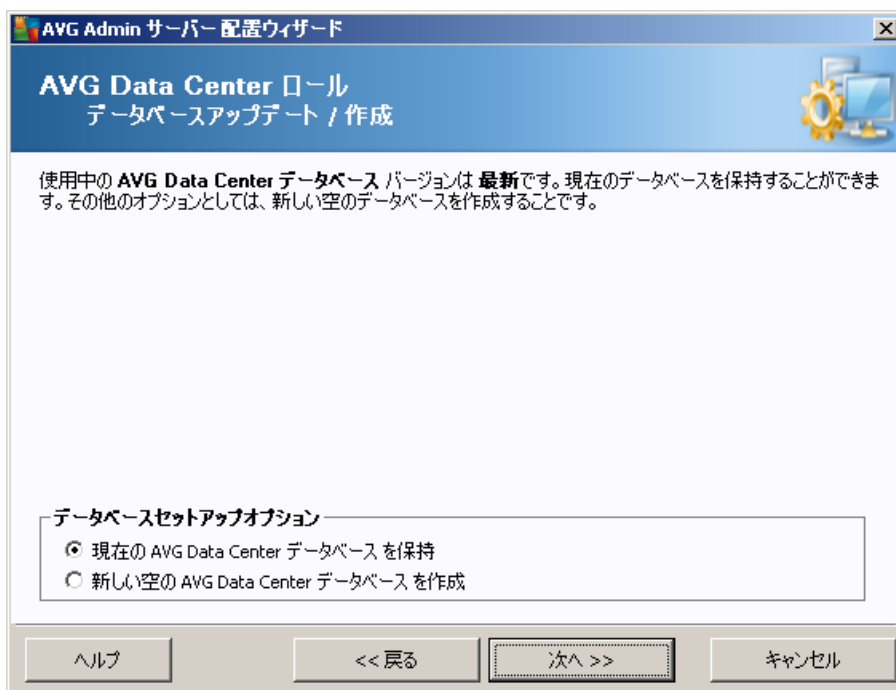 AVG Admin サーバー 配置ウィザード
AVG Data Center ロール
データベースアップデート / 作成
使用中の AVG Data Center データベース バージョンは 最新です。現在のデータベースを保持することができま
す。その他のオプションとしては、新しい空のデータベースを作成することです。
データベースセットアップオプション
現在の AVG Data Center データベース を保持
新しい空の AVG Data Center データベース を作成
ヘルプ
<< 戻る
次へ >>
キャンセル